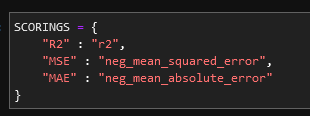 SCORINGS = {
    "R2" : "r2",
    "MSE" : "neg_mean_squared_error",
    "MAE" : "neg_mean_absolute_error"
}